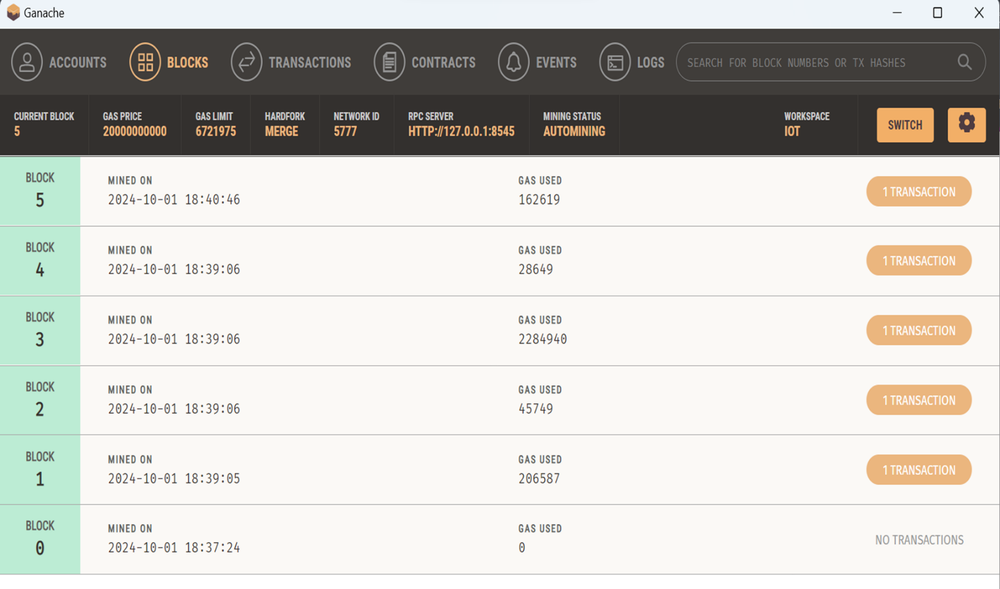 Ganache
ACCOUNTS BLOCKS TRANSACTIONS CONTRACTS EVENTS LOGS SEARCH FOR BLOCK NUMBERS OR TX HASHES
CURRENT BLOCK GAS PRICE GAS LIMIT HARDFORK NETWORK ID RPC SERVER MINING STATUS WORKSPACE
5 20000000000 6721975 MERGE 5777 HTTP://127.0.0.1:8545 AUTOMINING IOT SWITCH
BLOCK MINED ON GAS USED
5 2024-10-01 18:40:46 162619 1 TRANSACTION
BLOCK MINED ON GAS USED
4 2024-10-01 18:39:06 28649 1 TRANSACTION
BLOCK MINED ON GAS USED
3 2024-10-01 18:39:06 2284940 1 TRANSACTION
BLOCK MINED ON GAS USED
2 2024-10-01 18:39:06 45749 1 TRANSACTION
BLOCK MINED ON GAS USED
1 2024-10-01 18:39:05 206587 1 TRANSACTION
BLOCK MINED ON GAS USED
0 2024-10-01 18:37:24 0 NO TRANSACTIONS